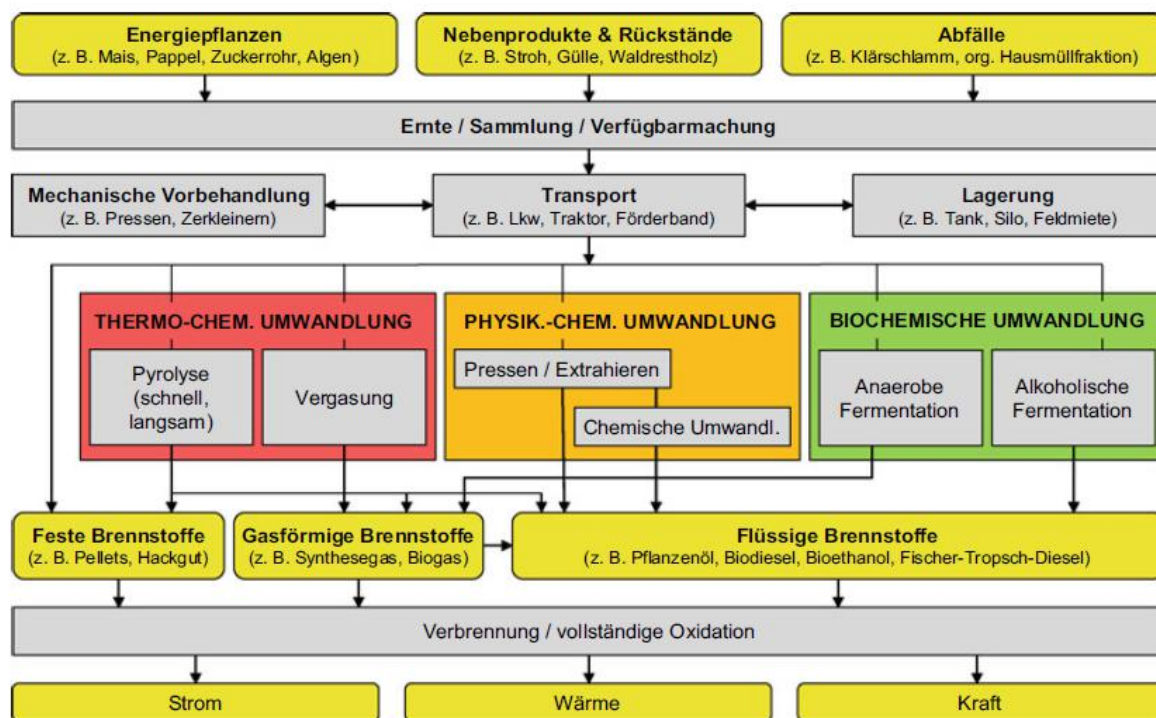 Energiepflanzen
(z. B. Mais, Pappel, Zuckerrohr, Algen)
Nebenprodukte & Rückstände
(z. B. Stroh, Gülle, Waldrestholz)
Abfälle
(z. B. Klärschlamm, org. Hausmüllfraktion)
Ernte / Sammlung / Verfügbarmachung
Mechanische Vorbehandlung
(z. B. Pressen, Zerkleinern)
Transport
(z. B. Lkw, Traktor, Förderband)
Lagerung
(z. B. Tank, Silo, Feldmiete)
THERMO-CHEM. UMWANDLUNG
Pyrolyse
(schnell,
langsam)
Vergasung
PHYSIK.-CHEM. UMWANDLUNG
Pressen / Extrahieren
Chemische Umwandl.
BIOCHEMISCHE UMWANDLUNG
Anaerobe
Fermentation
Alkoholische
Fermentation
Feste Brennstoffe
(z. B. Pellets, Hackgut)
Gasförmige Brennstoffe
(z. B. Synthesegas, Biogas)
Flüssige Brennstoffe
(z. B. Pflanzenöl, Biodiesel, Bioethanol, Fischer-Tropsch-Diesel)
Verbrennung / vollständige Oxidation
Strom
Wärme
Kraft